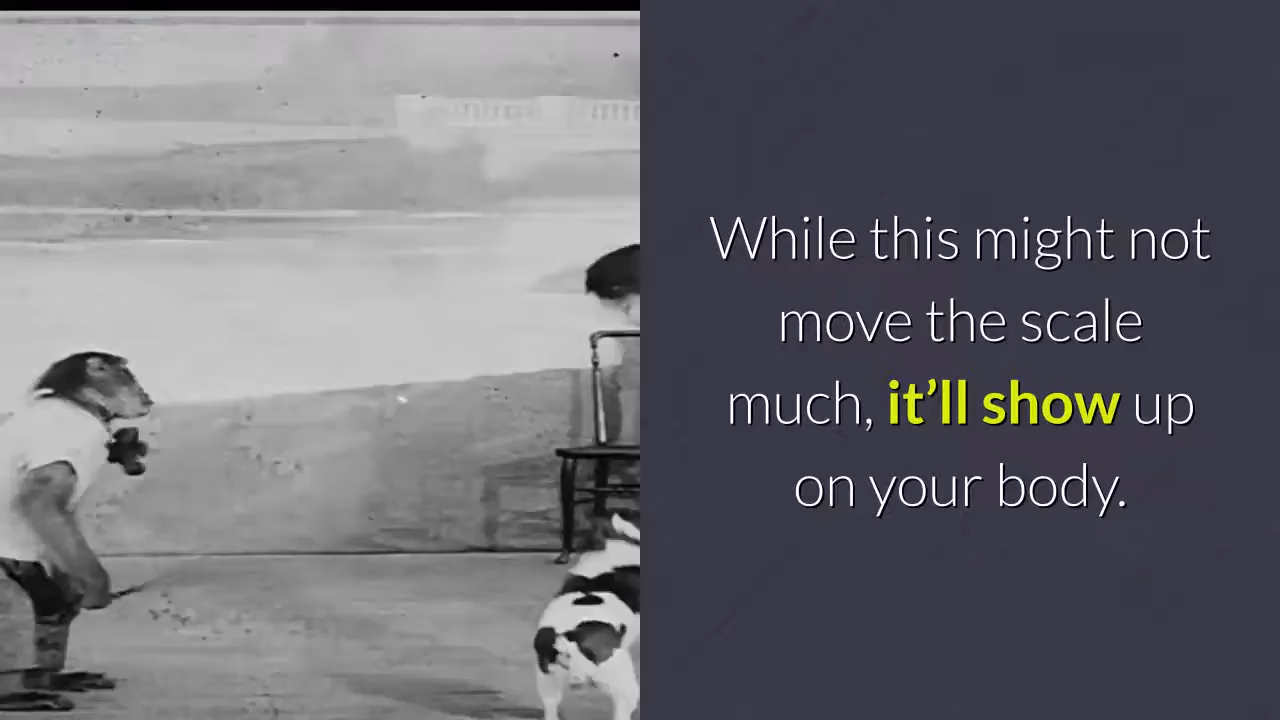 While this might not
move the scale
much, it’ll show up
on your body.